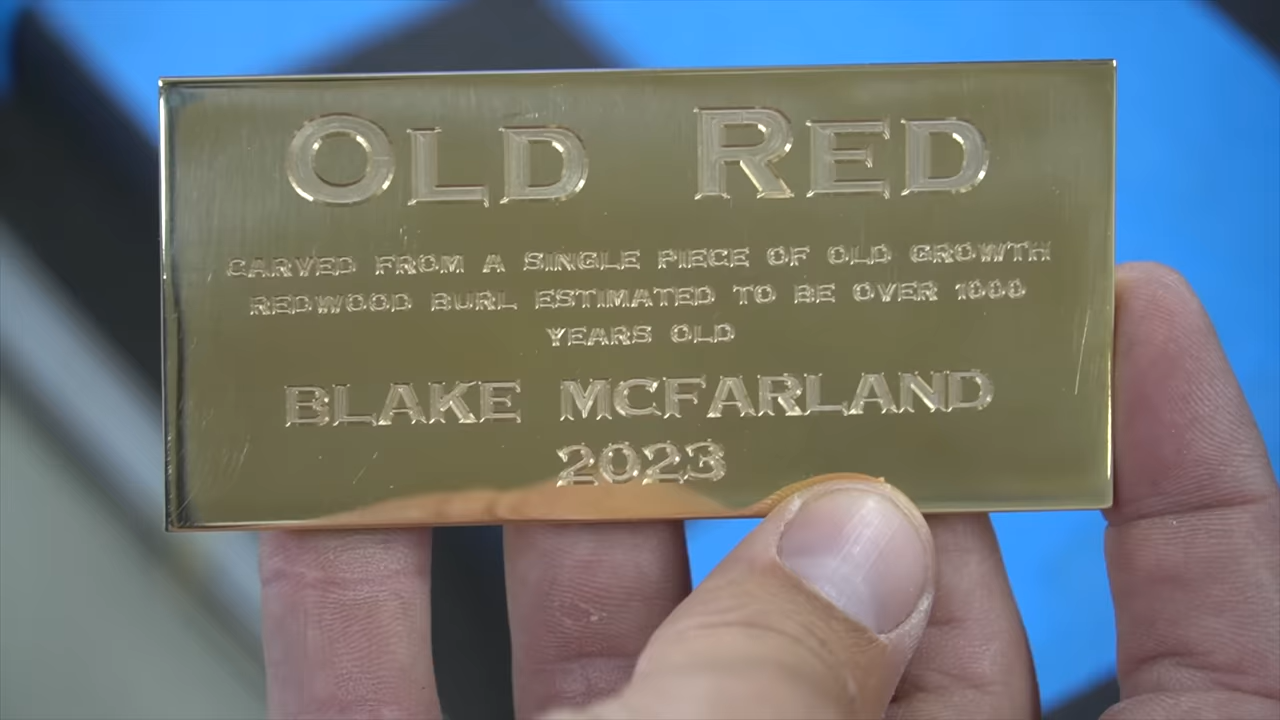 OLD RED
CARVED FROM A SINGLE PIECE OF OLD GROWTH
REDWOOD BURL ESTIMATED TO BE OVER 1000
YEARS OLD
BLAKE MCFARLAND
2023